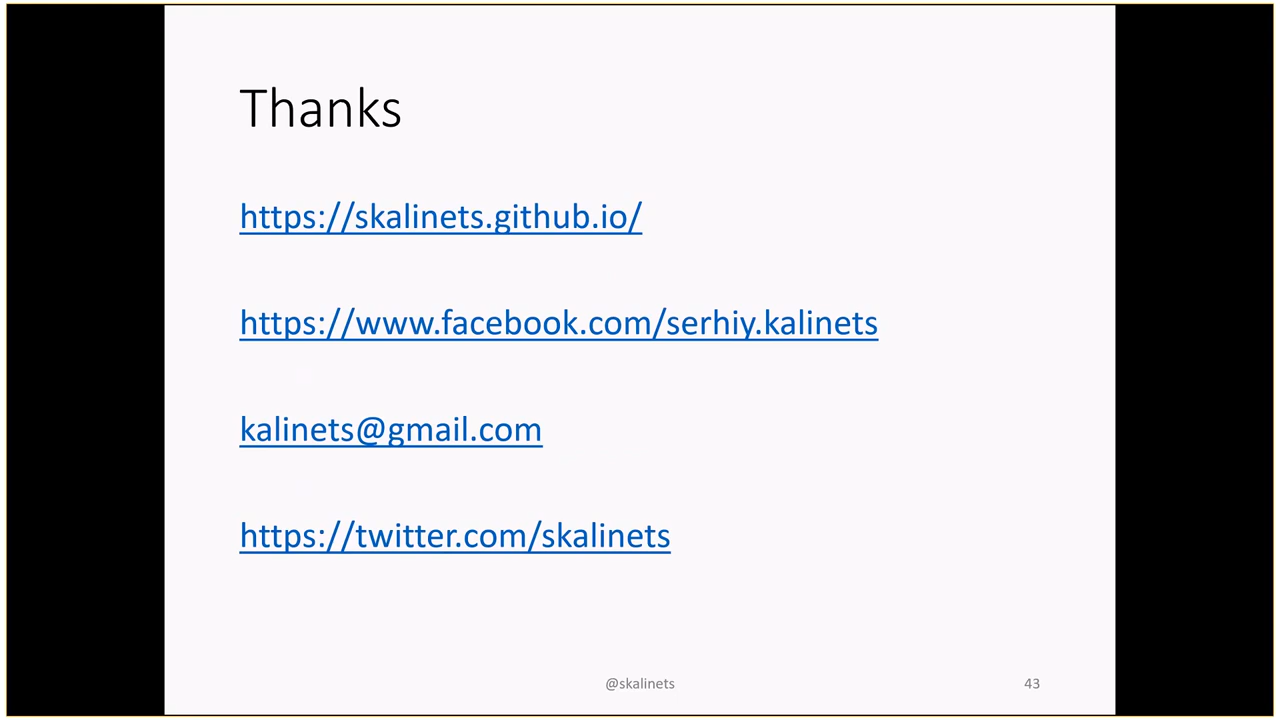 Thanks
https://skalinets.github.io/
https://www.facebook.com/serhiy.kalinets
kalinets@gmail.com
https://twitter.com/skalinets
@skalinets
43